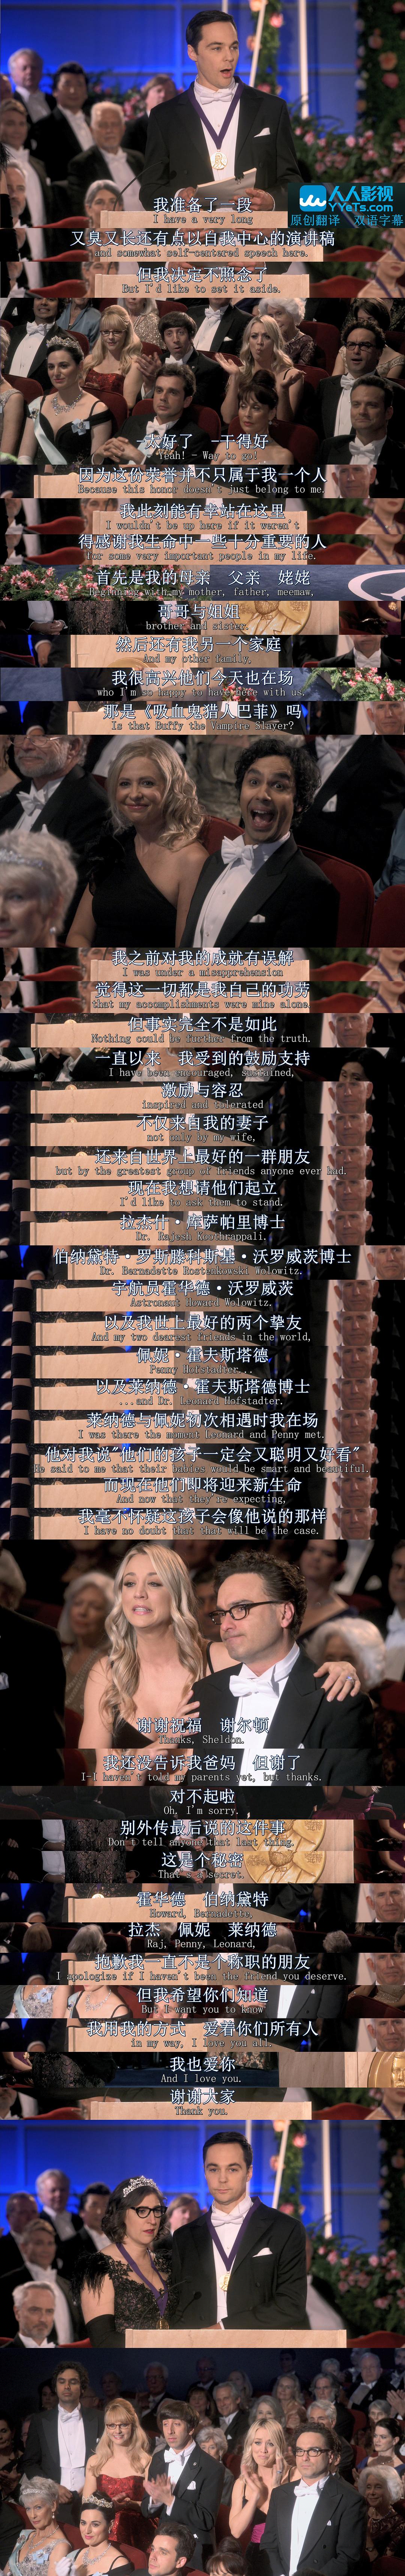 人人影视
YYeTs.com
原创翻译 双语字幕
我准备了一段
I have a very long
又臭又长还有点以自我中心的演讲稿
and somewhat self-centered speech here.
但我决定不照念了
But I'd like to set it aside.
-太好了 -干得好
Yeah! - Way to go!
因为这份荣誉并不只属于我一个人
Because this honor doesn't just belong to me.
我此刻能有幸站在这里
I wouldn't be up here if it weren't
得感谢我生命中一些十分重要的人
for some very important people in my life.
首先是我的母亲 父亲 姥姥
Beginning with my mother, father, meemaw,
哥哥与姐姐
brother and sister.
然后还有我另一个家庭
And my other family,
我很高兴他们今天也在场
who I'm so happy to have here with us.
那是《吸血鬼猎人巴菲》吗
Is that Buffy the Vampire Slayer?
我之前对我的成就有误解
I was under a misapprehension
觉得这一切都是我自己的功劳
that my accomplishments were mine alone.
但事实完全不是如此
Nothing could be further from the truth.
一直以来 我受到的鼓励支持
I have been encouraged, sustained,
激励与容忍
inspired and tolerated
不仅来自我的妻子
not only by my wife,
还来自世界上最好的一群朋友
but by the greatest group of friends anyone ever had.
现在我想请他们起立
I'd like to ask them to stand.
拉杰什·库萨帕里博士
Dr. Rajesh Koothrappali.
伯纳黛特·罗斯滕科斯基·沃罗威茨博士
Dr. Bernadette Rostenkowski Wolowitz.
宇航员霍华德·沃罗威茨
Astronaut Howard Wolowitz.
以及我世上最好的两个挚友
And my two dearest friends in the world,
佩妮·霍夫斯塔德
Penny Hofstadter...
以及莱纳德·霍夫斯塔德博士
...and Dr. Leonard Hofstadter.
莱纳德与佩妮初次相遇时我在场
I was there the moment Leonard and Penny met.
他对我说"他们的孩子一定会又聪明又好看"
He said to me that their babies would be smart and beautiful.
而现在他们即将迎来新生命
And now that they're expecting,
我毫不怀疑这孩子会像他说的那样
I have no doubt that that will be the case.
谢谢祝福 谢尔顿
Thanks, Sheldon.
我还没告诉我爸妈 但谢了
I-I haven't told my parents yet, but thanks.
对不起啦
Oh. I'm sorry.
别外传最后说的这件事
Don't tell anyone that last thing.
这是个秘密
That's a secret.
霍华德 伯纳黛特
Howard, Bernadette,
拉杰 佩妮 莱纳德
Raj, Penny, Leonard,
抱歉我一直不是个称职的朋友
I apologize if I haven't been the friend you deserve.
但我希望你们知道
But I want you to know
我用我的方式 爱着你们所有人
in my way, I love you all.
我也爱你
And I love you.
谢谢大家
Thank you.